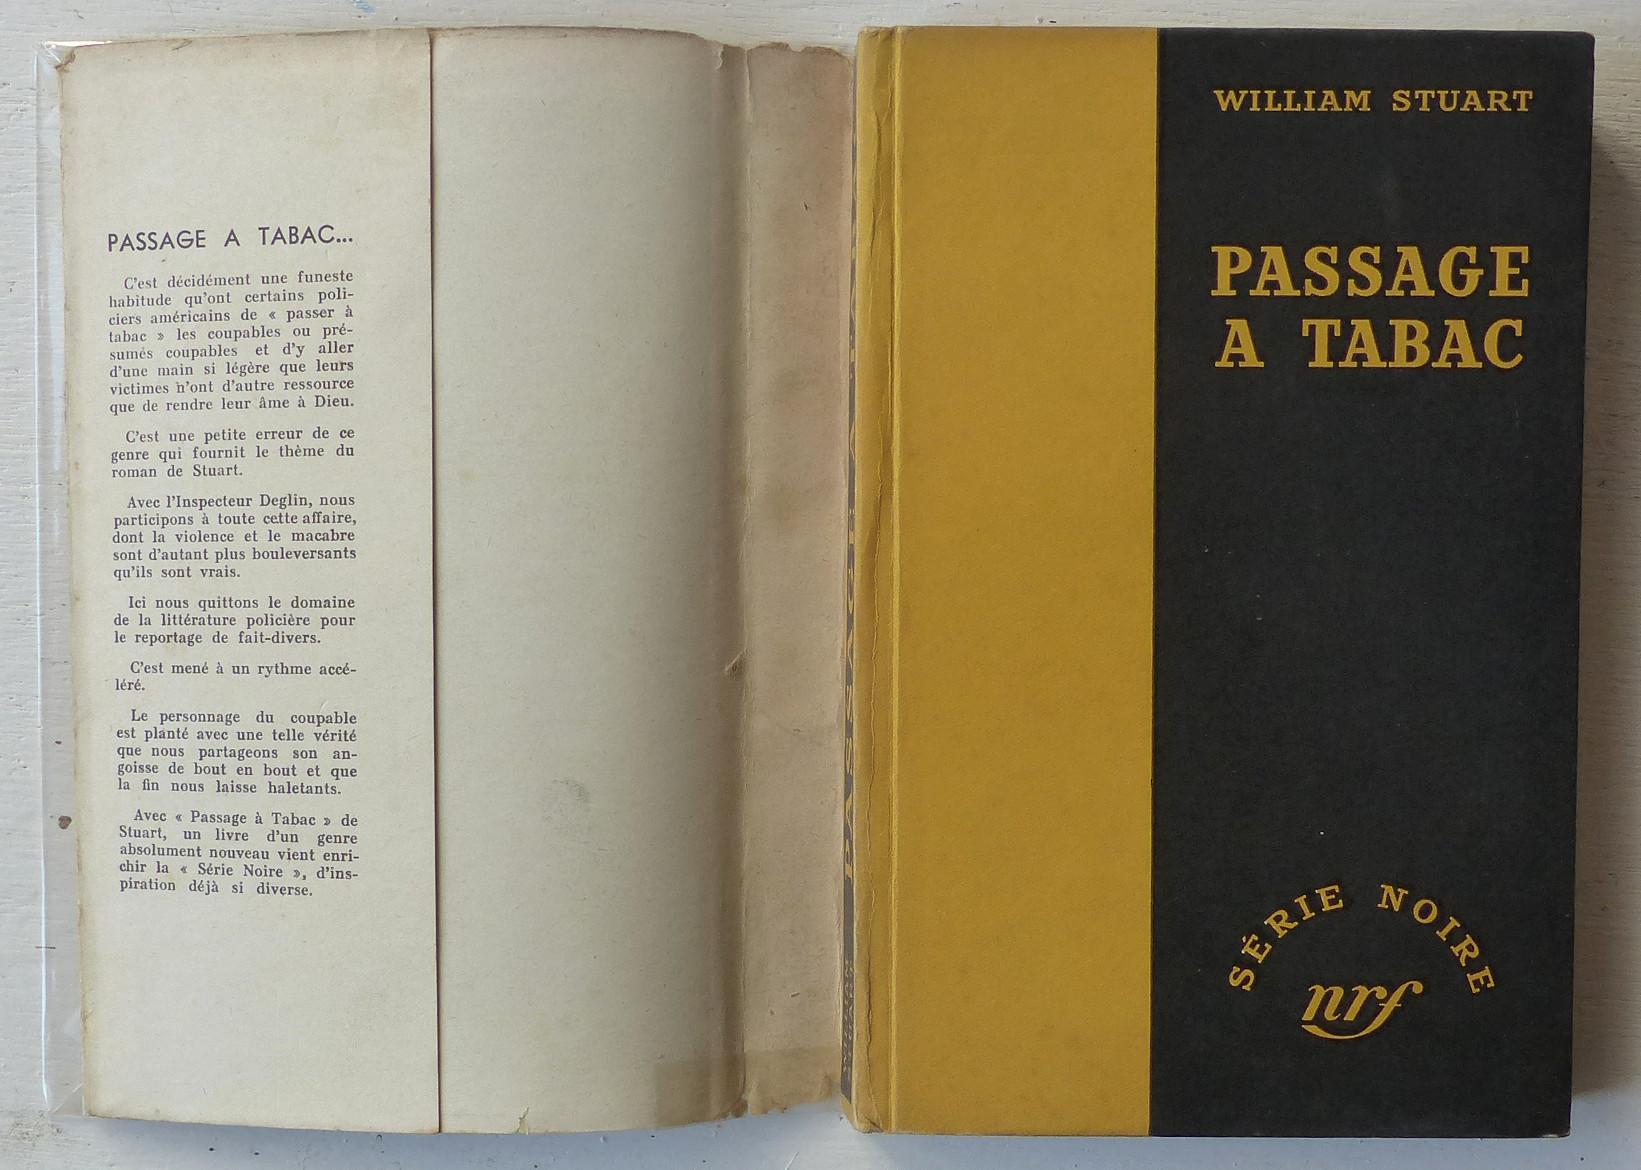 PASSAGE A TABAC...
C'est décidément une funeste
habitude qu'ont certains poli-
ciers américains de « passer à
tabac » les coupables ou pré-
sumés coupables et d'y aller
d'une main si légère que leurs
victimes n'ont d'autre ressource
que de rendre leur âme à Dieu.
C'est une petite erreur de ce
genre qui fournit le thème du
roman de Stuart.
Avec l'Inspecteur Deglin, nous
participons à toute cette affaire,
dont la violence et le macabre
sont d'autant plus bouleversants
qu'ils sont vrais.
Ici nous quittons le domaine
de la littérature policière pour
le reportage de fait-divers.
C'est mené à un rythme accé-
léré.
Le personnage du coupable
est planté avec une telle vérité
que nous partageons son an-
goisse de bout en bout et que
la fin nous laisse haletants.
Avec « Passage à Tabac » de
Stuart, un livre d'un genre
absolument nouveau vient enri-
chir la « Série Noire », d'ins-
piration déjà si diverse.
PASSAGE A TABAC
WILLIAM STUART
WILLIAM STUART
PASSAGE
A TABAC
SÉRIE NOIRE
nrf